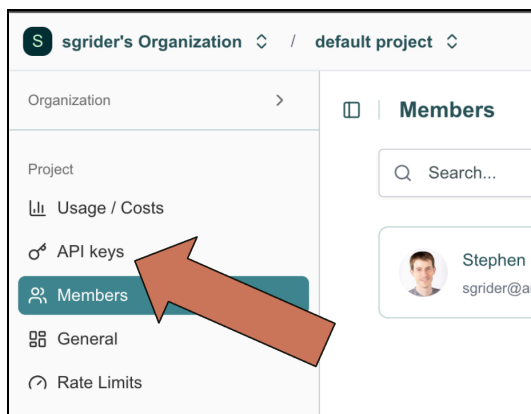 S sgrider's Organization / default project
Organization
Members
Search...
Project
Usage / Costs
API keys
Members
General
Rate Limits
Stephen